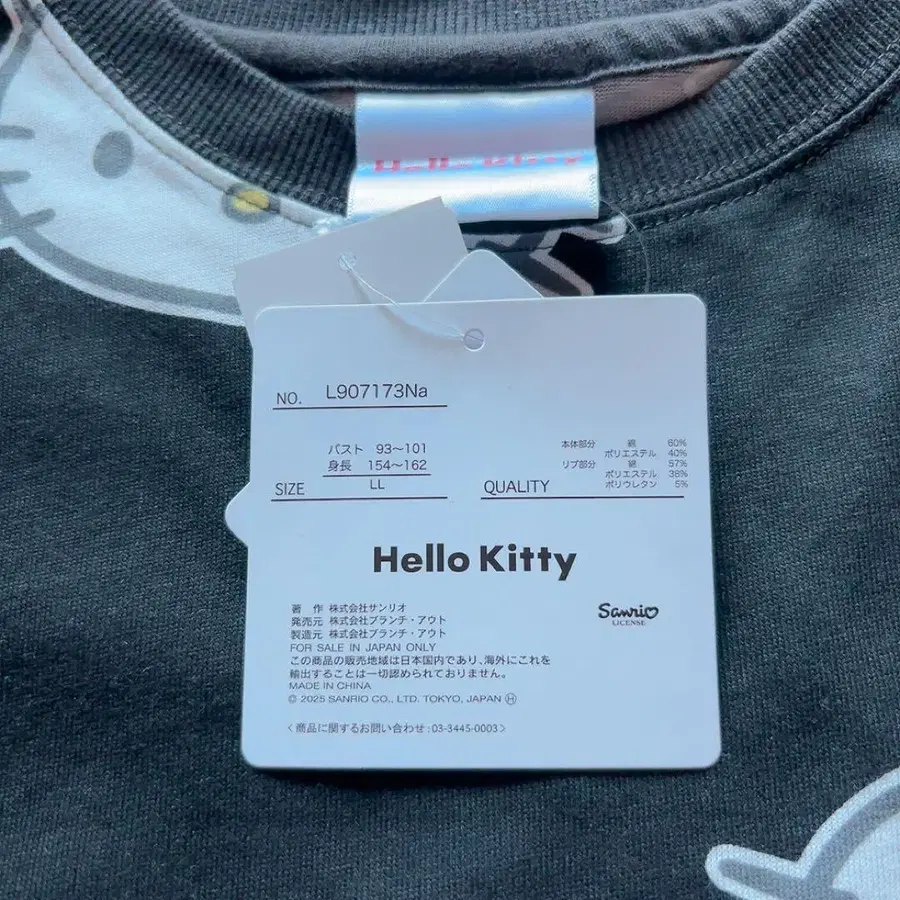 Hello Kitty
NO. L907173Na
バスト 93～101
身長 154～162
SIZE LL
本体部分 綿 60%
ポリエステル 40%
リブ部分 綿 57%
ポリエステル 38%
ポリウレタン 5%
QUALITY
Hello Kitty
著 作 株式会社サンリオ
発売元 株式会社ブランチ・アウト
製造元 株式会社ブランチ・アウト
FOR SALE IN JAPAN ONLY
この商品の販売地域は日本国内であり、海外にこれを
輸出することは一切認められておりません。
MADE IN CHINA
© 2025 SANRIO CO., LTD. TOKYO, JAPAN Ⓗ
Sanrio
LICENSE
＜商品に関するお問い合わせ：03-3445-0003＞